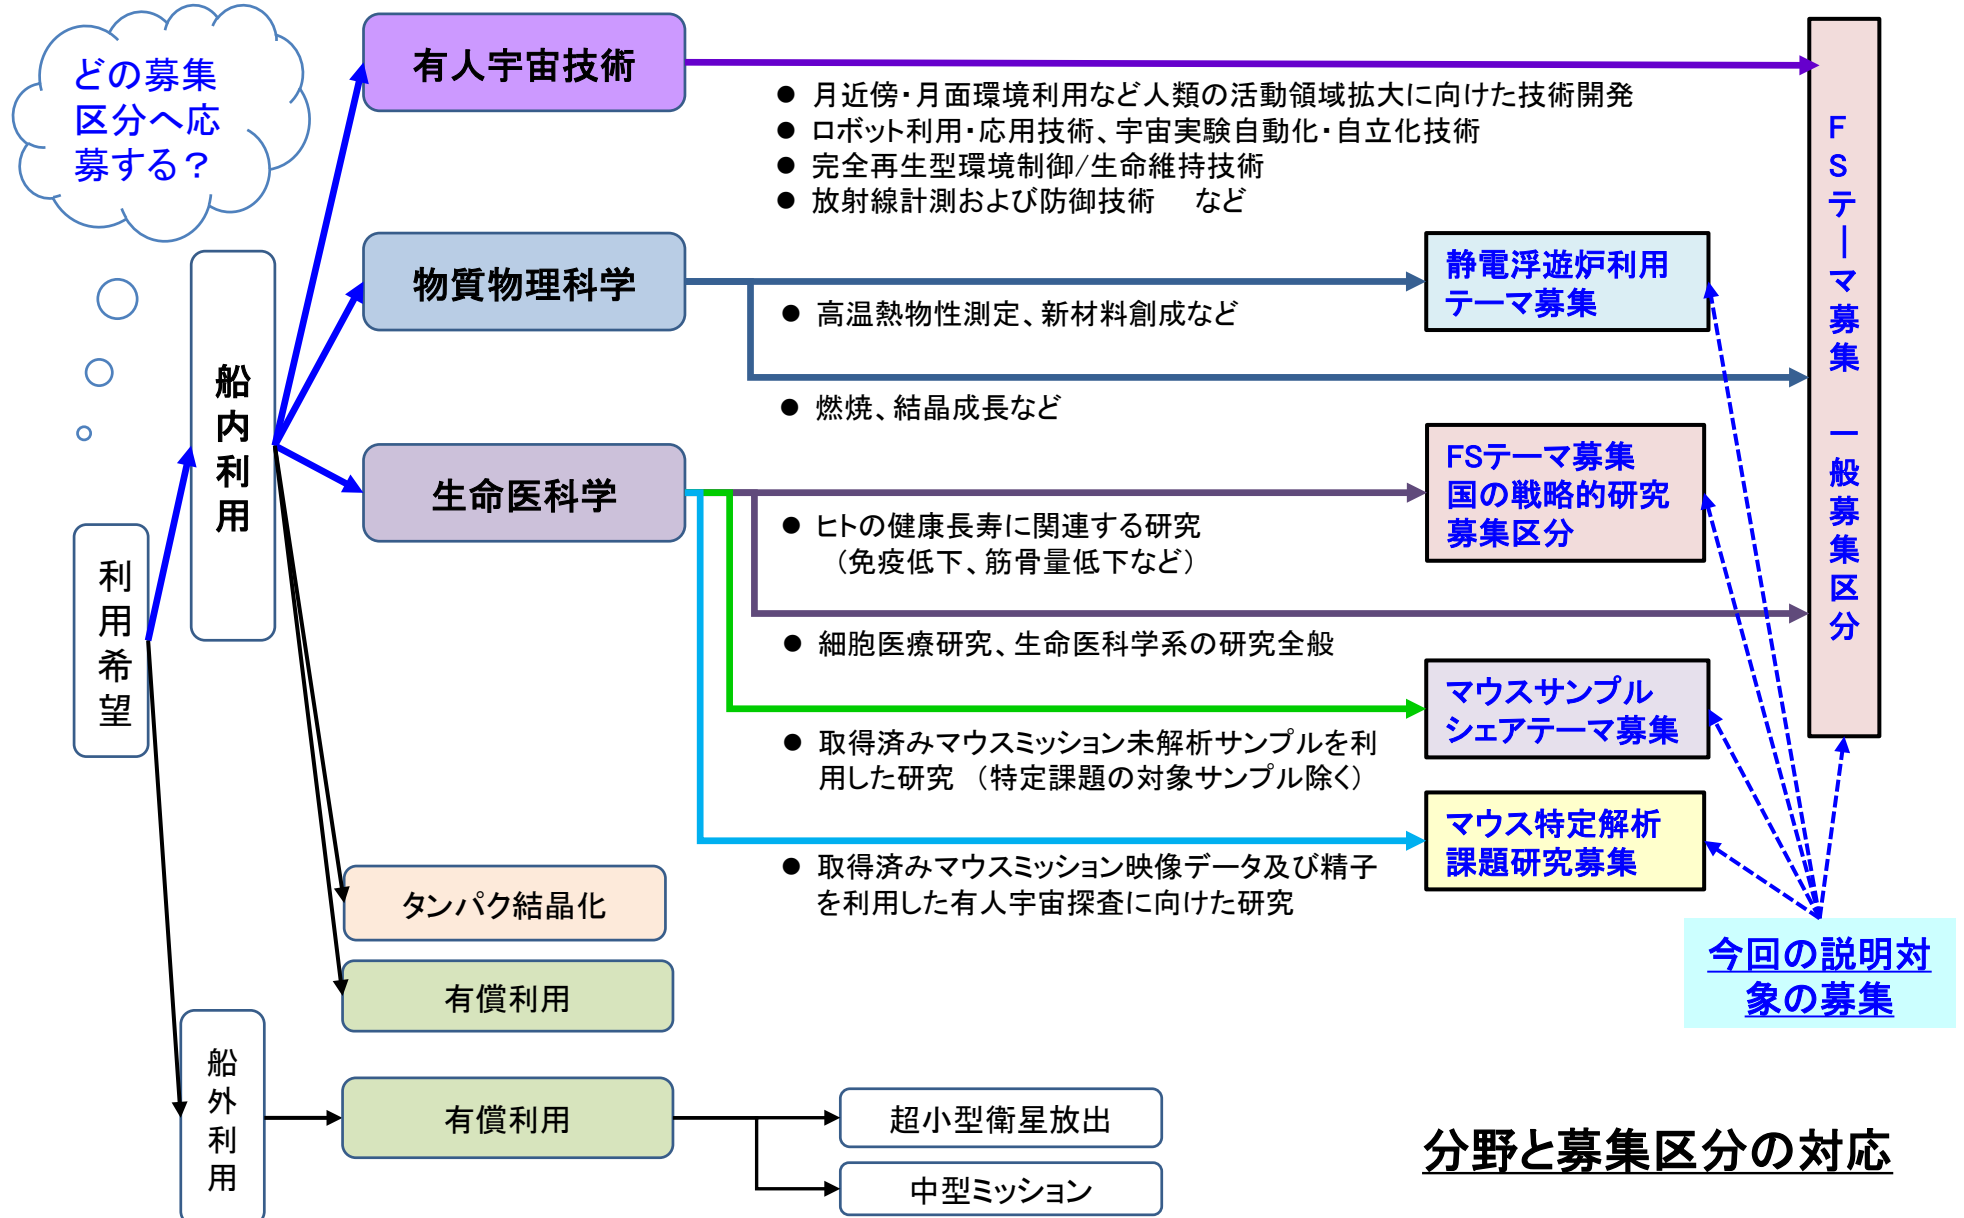 どの募集
区分へ応
募する？
有人宇宙技術
● 月近傍・月面環境利用など人類の活動領域拡大に向けた技術開発
● ロボット利用・応用技術、宇宙実験自動化・自立化技術
● 完全再生型環境制御/生命維持技術
● 放射線計測および防御技術　など
物質物理科学
● 高温熱物性測定、新材料創成など
静電浮遊炉利用
テーマ募集
● 燃焼、結晶成長など
生命医科学
● ヒトの健康長寿に関連する研究
（免疫低下、筋骨量低下など）
FSテーマ募集
国の戦略的研究
募集区分
● 細胞医療研究、生命医科学系の研究全般
マウスサンプル
シェアテーマ募集
● 取得済みマウスミッション未解析サンプルを利
用した研究　（特定課題の対象サンプル除く）
マウス特定解析
課題研究募集
● 取得済みマウスミッション映像データ及び精子
を利用した有人宇宙探査に向けた研究
FSテーマ募集　一般募集区分
船内利用
利用希望
タンパク結晶化
有償利用
今回の説明対
象の募集
船外利用
有償利用
超小型衛星放出
中型ミッション
分野と募集区分の対応